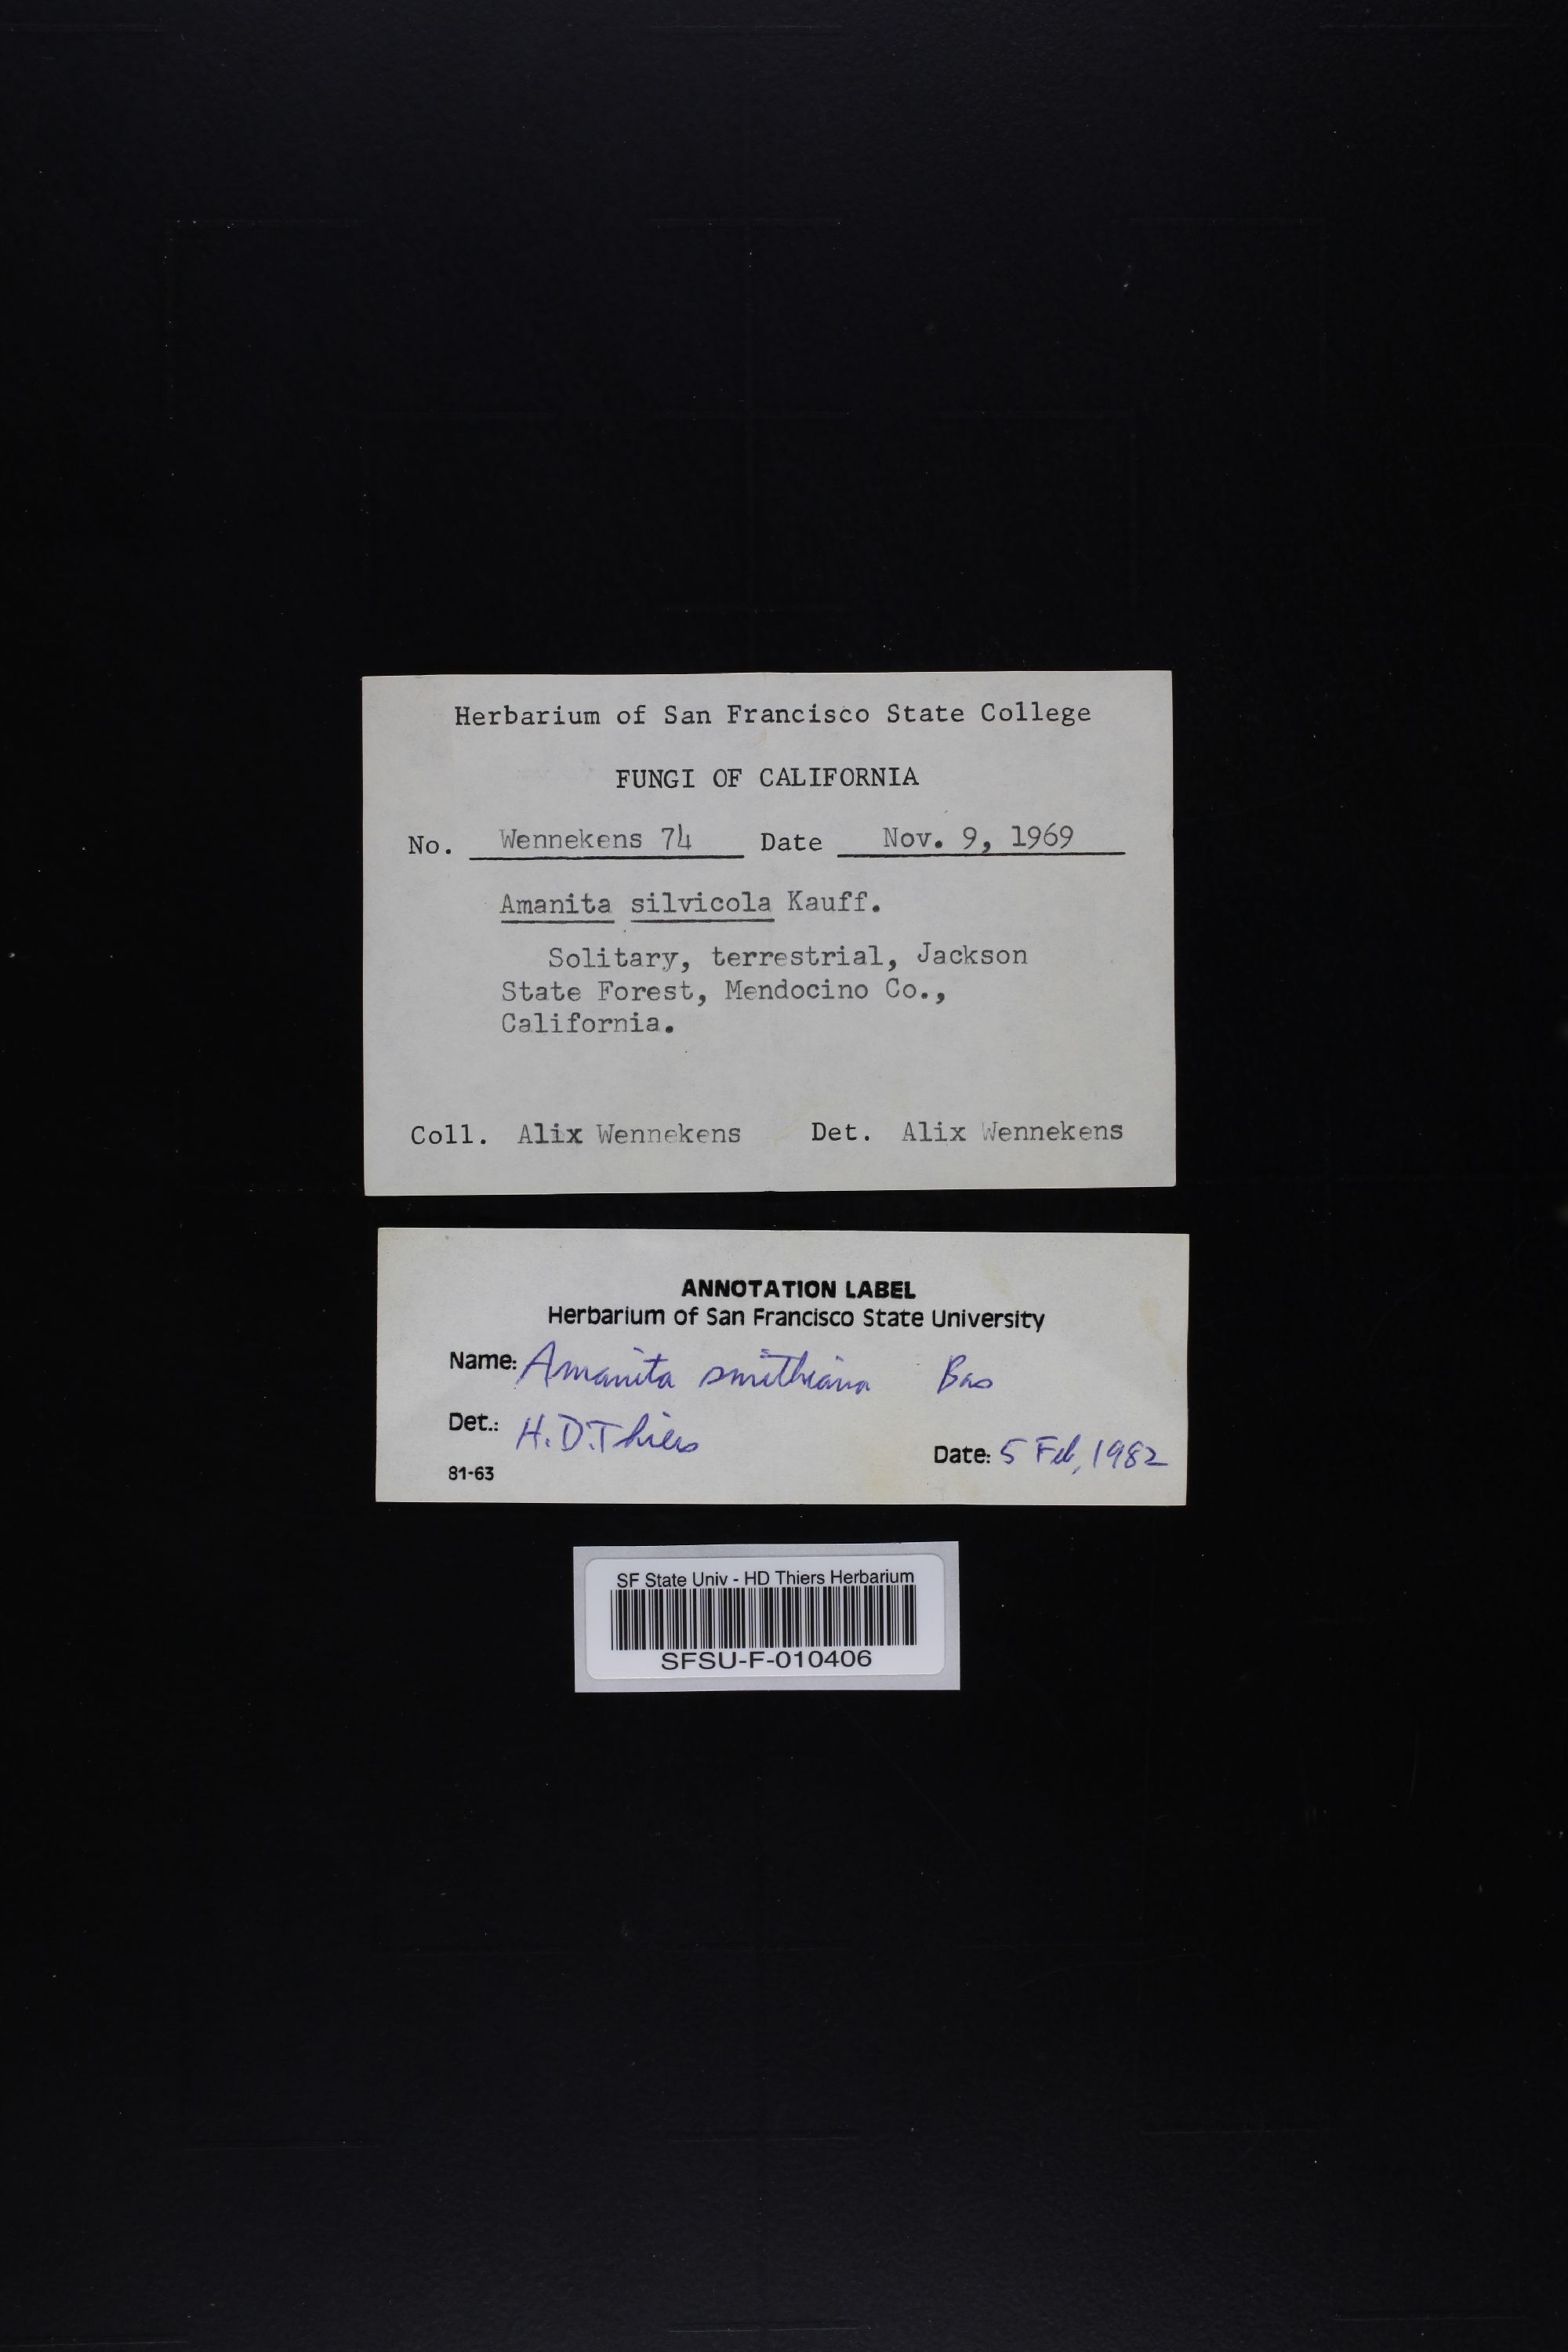 Herbarium of San Francisco State College
FUNGI OF CALIFORNIA
No. Wennekens 74 Date Nov. 9, 1969
Amanita silvicola Kauff.
Solitary, terrestrial, Jackson
State Forest, Mendocino Co.,
California.
Coll. Alix Wennekens Det. Alix Wennekens
ANNOTATION LABEL
Herbarium of San Francisco State University
Name: Amanita smithiana Bas
Det.: H.D.Thiers
Date: 5 Feb, 1982
81-63
SF State Univ - HD Thiers Herbarium
SFSU-F-010406